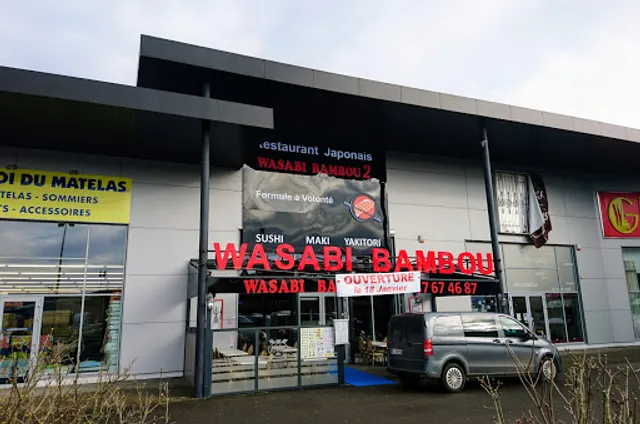 OI DU MATELAS
TELAS - SOMMIERS
TS - ACCESSOIRES
Restaurant Japonais
WASABI BAMBOU 2
Formule à Volonté
SUSHI MAKI YAKITORI
WASABI BAMBOU
- OUVERTURE
le 18 Janvier
WASABI BA
7 67 46 87